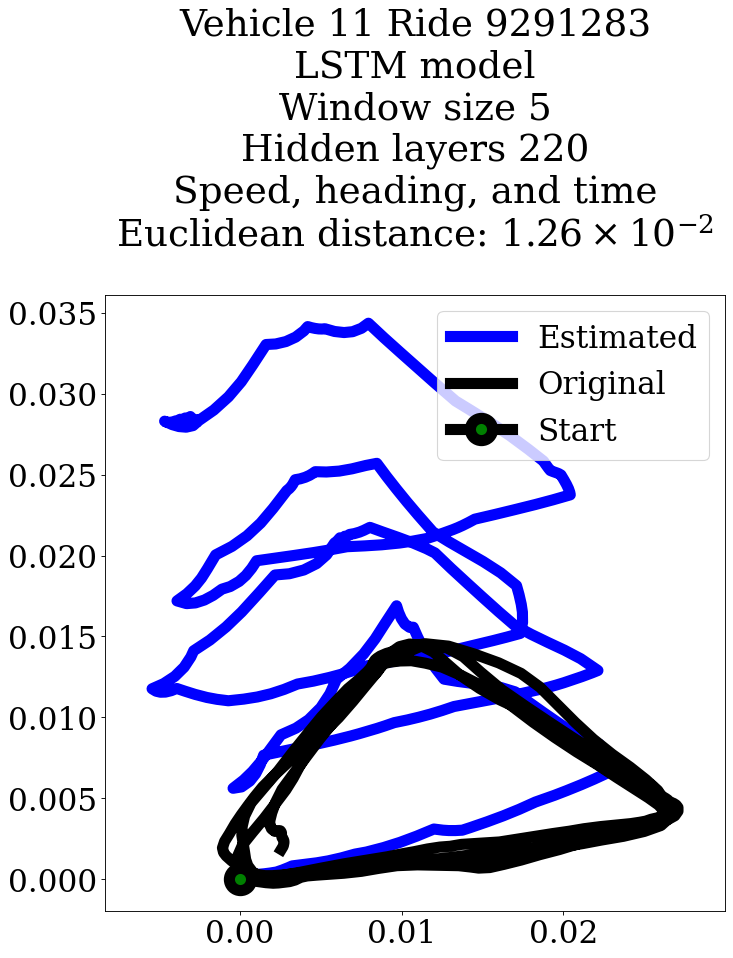 Vehicle 11 Ride 9291283
LSTM model
Window size 5
Hidden layers 220
Speed, heading, and time
Euclidean distance: 1.26 × 10⁻²
0.035
0.030
0.025
0.020
0.015
0.010
0.005
0.000
Estimated
Original
Start
0.00 0.01 0.02